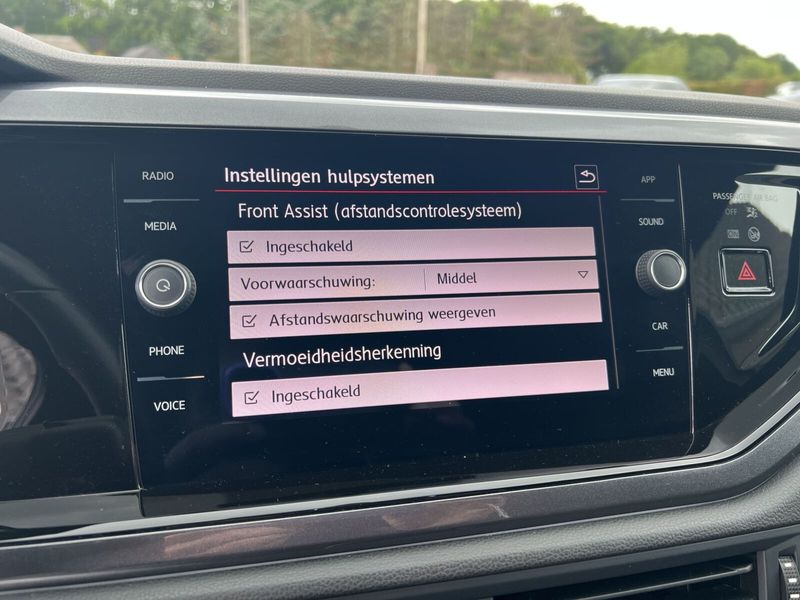 RADIO
MEDIA
PHONE
VOICE
Instellingen hulpsystemen
Front Assist (afstandscontrolesysteem)
Ingeschakeld
Voorwaarschuwing: Middel
Afstandswaarschuwing weergeven
Vermoeidheidsherkenning
Ingeschakeld
APP
SOUND
CAR
MENU
PASSENGER AIR BAG
OFF